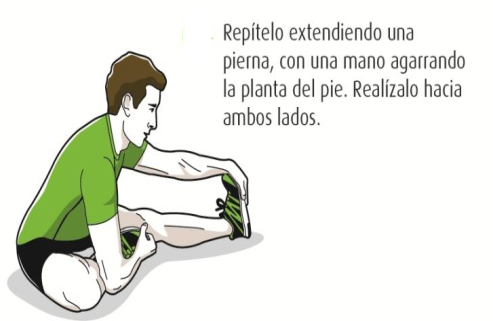 Repítelo extendiendo una
pierna, con una mano agarrando
la planta del pie. Realízalo hacia
ambos lados.